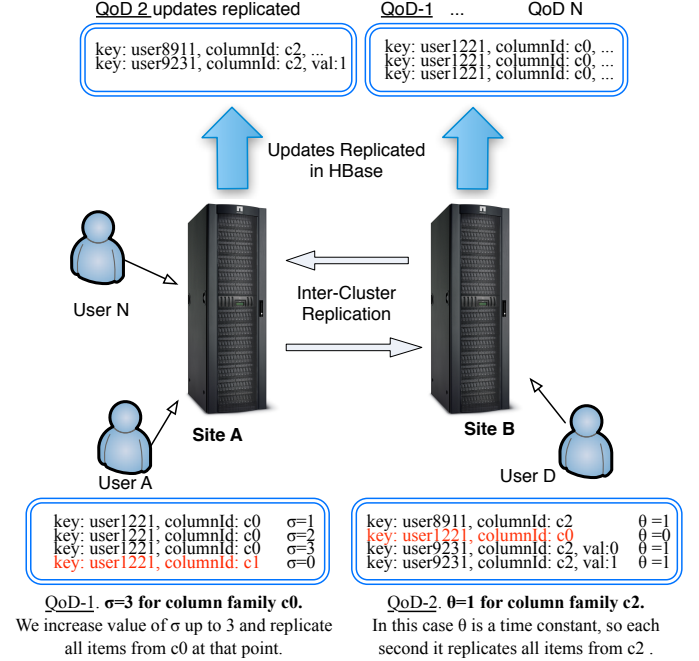 QoD 2 updates replicated
key: user8911, columnId: c2, ...
key: user9231, columnId: c2, val:1
QoD-1 ... QoD N
key: user1221, columnId: c0, ...
key: user1221, columnId: c0, ...
key: user1221, columnId: c0, ...
Updates Replicated
in HBase
User N
Inter-Cluster
Replication
User A
Site A
Site B
User D
key: user1221, columnId: c0 σ=1
key: user1221, columnId: c0 σ=2
key: user1221, columnId: c0 σ=3
key: user1221, columnId: c1 σ=0
key: user8911, columnId: c2 θ =1
key: user1221, columnId: c0 θ =0
key: user9231, columnId: c2, val:0 θ =1
key: user9231, columnId: c2, val:1 θ =1
QoD-1. σ=3 for column family c0.
We increase value of σ up to 3 and replicate
all items from c0 at that point.
QoD-2. θ=1 for column family c2.
In this case θ is a time constant, so each
second it replicates all items from c2 .